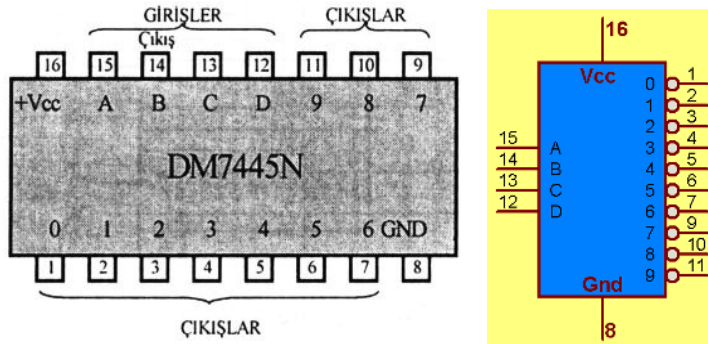 GİRİŞLER ÇIKIŞLAR
Çıkış
16 15 14 13 12 11 10 9
+Vcc A B C D 9 8 7
DM7445N
0 1 2 3 4 5 6 GND
1 2 3 4 5 6 7 8
ÇIKIŞLAR
16
Vcc
0 1
1 2
2 3
15 A 3 4
14 B 4 5
13 C 5 6
12 D 6 7
7 9
8 10
9 11
Gnd
8